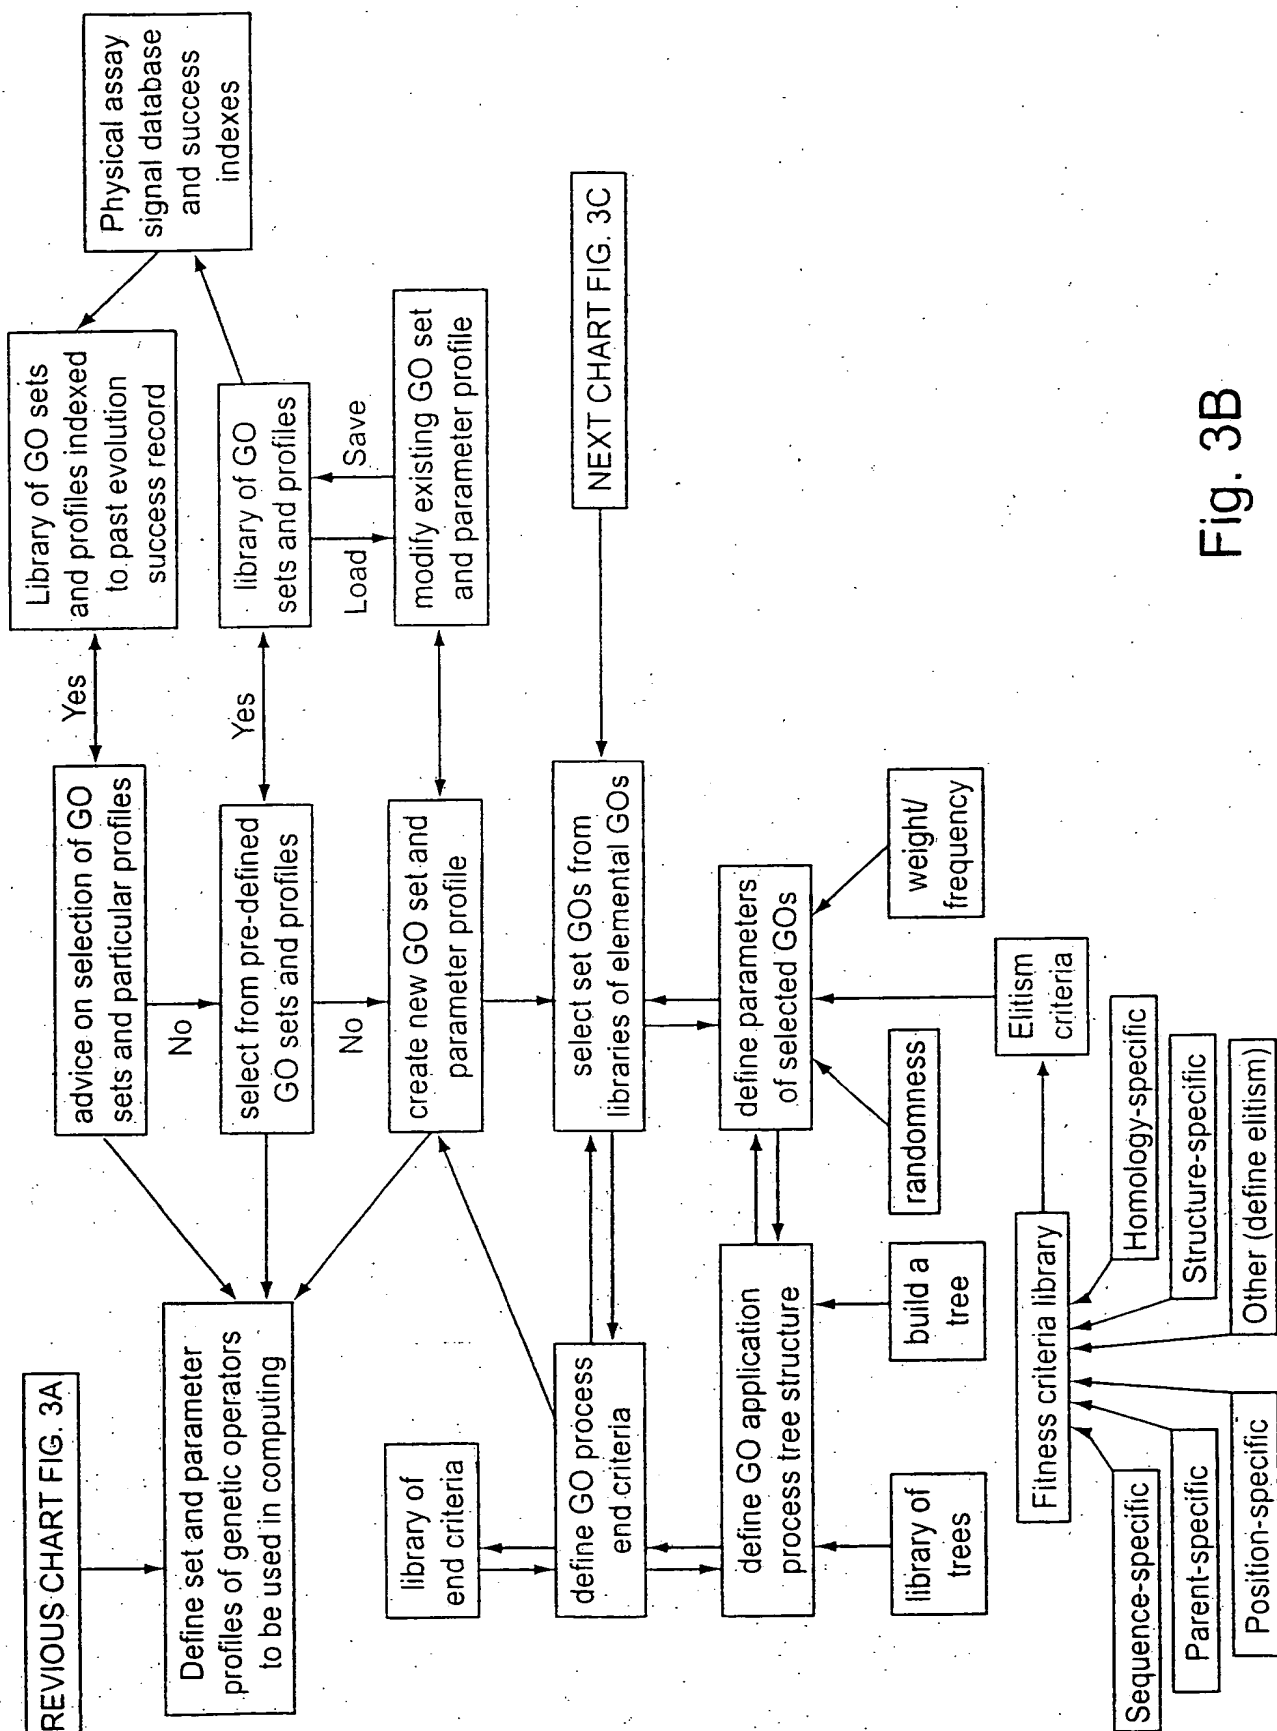 REVIOUS CHART FIG. 3A
Define set and parameter
profiles of genetic operators
to be used in computing
advice on selection of GO
sets and particular profiles
Yes
Library of GO sets
and profiles indexed
to past evolution
success record
Physical assay
signal database
and success
indexes
No
select from pre-defined
GO sets and profiles
Yes
library of GO
sets and profiles
No
Load
Save
create new GO set and
parameter profile
modify existing GO set
and parameter profile
library of
end criteria
define GO process
end criteria
select set GOs from
libraries of elemental GOs
NEXT CHART FIG. 3C
define GO application
process tree structure
define parameters
of selected GOs
library of
trees
build a
tree
randomness
weight/
frequency
Elitism
criteria
Fitness criteria library
Sequence-specific
Parent-specific
Position-specific
Homology-specific
Structure-specific
Other (define elitism)
Fig. 3B